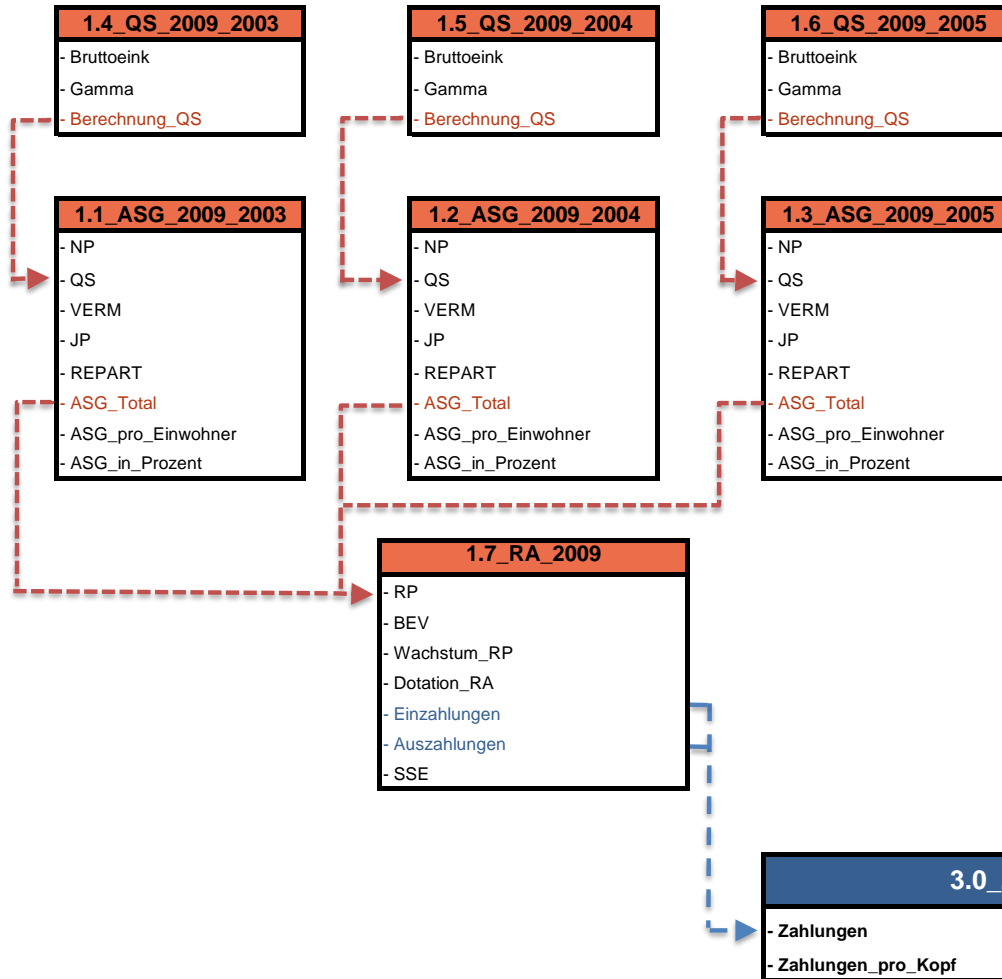 1.4_QS_2009_2003
- Bruttoeink
- Gamma
- Berechnung_QS
1.5_QS_2009_2004
- Bruttoeink
- Gamma
- Berechnung_QS
1.6_QS_2009_2005
- Bruttoeink
- Gamma
- Berechnung_QS
1.1_ASG_2009_2003
- NP
- QS
- VERM
- JP
- REPART
- ASG_Total
- ASG_pro_Einwohner
- ASG_in_Prozent
1.2_ASG_2009_2004
- NP
- QS
- VERM
- JP
- REPART
- ASG_Total
- ASG_pro_Einwohner
- ASG_in_Prozent
1.3_ASG_2009_2005
- NP
- QS
- VERM
- JP
- REPART
- ASG_Total
- ASG_pro_Einwohner
- ASG_in_Prozent
1.7_RA_2009
- RP
- BEV
- Wachstum_RP
- Dotation_RA
- Einzahlungen
- Auszahlungen
- SSE
3.0_
- Zahlungen
- Zahlungen_pro_Kopf